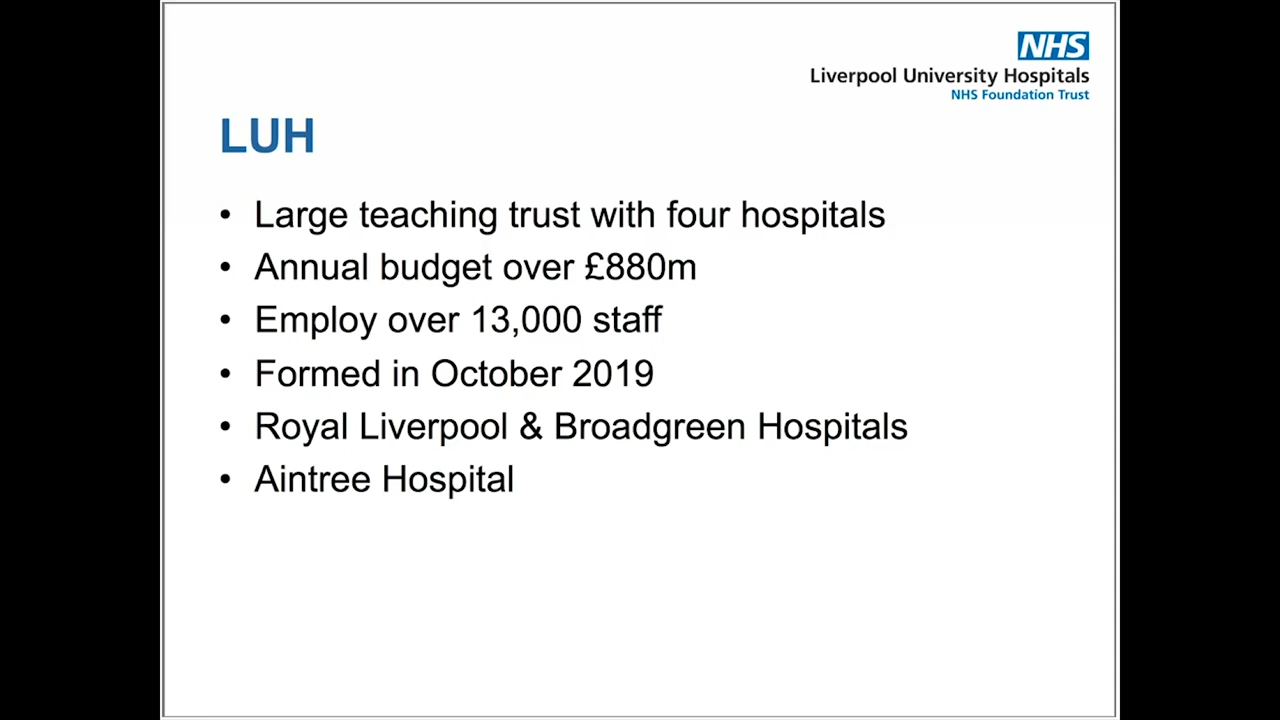 NHS
Liverpool University Hospitals
NHS Foundation Trust
LUH
• Large teaching trust with four hospitals
• Annual budget over £880m
• Employ over 13,000 staff
• Formed in October 2019
• Royal Liverpool & Broadgreen Hospitals
• Aintree Hospital